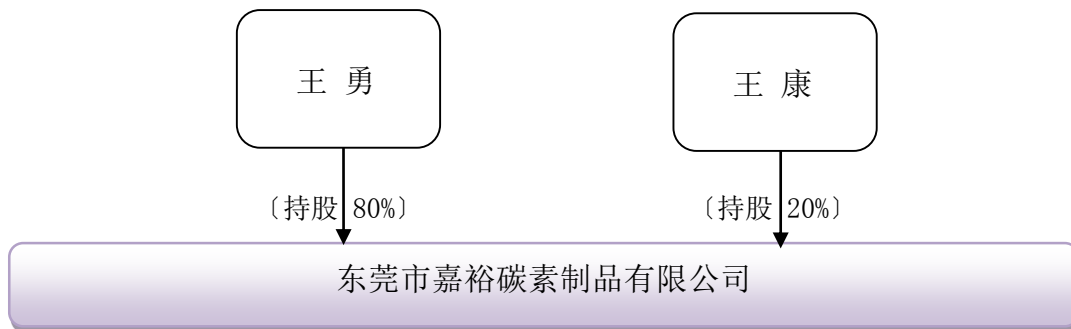 王 勇
王 康
〔持股 80%〕
〔持股 20%〕
东莞市嘉裕碳素制品有限公司